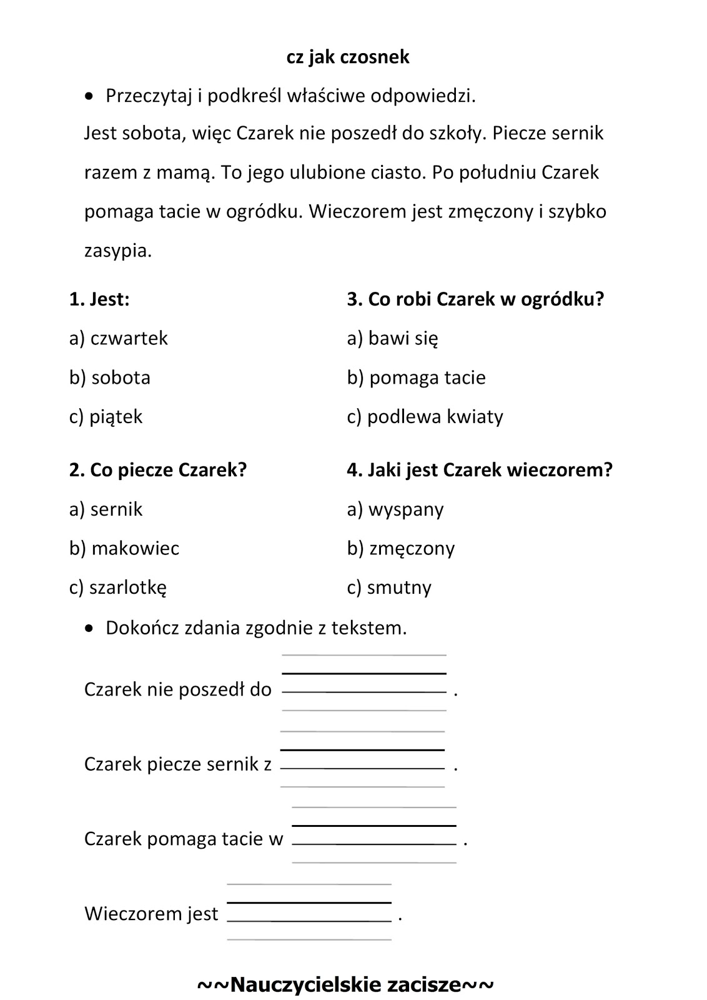 cz jak czosnek
• Przeczytaj i podkreśl właściwe odpowiedzi.
Jest sobota, więc Czarek nie poszedł do szkoły. Piecze sernik
razem z mamą. To jego ulubione ciasto. Po południu Czarek
pomaga tacie w ogródku. Wieczorem jest zmęczony i szybko
zasypia.
1. Jest:
a) czwartek
b) sobota
c) piątek
2. Co piecze Czarek?
a) sernik
b) makowiec
c) szarlotkę
3. Co robi Czarek w ogródku?
a) bawi się
b) pomaga tacie
c) podlewa kwiaty
4. Jaki jest Czarek wieczorem?
a) wyspany
b) zmęczony
c) smutny
• Dokończ zdania zgodnie z tekstem.
Czarek nie poszedł do .
Czarek piecze sernik z .
Czarek pomaga tacie w .
Wieczorem jest .
~~Nauczycielskie zacisze~~